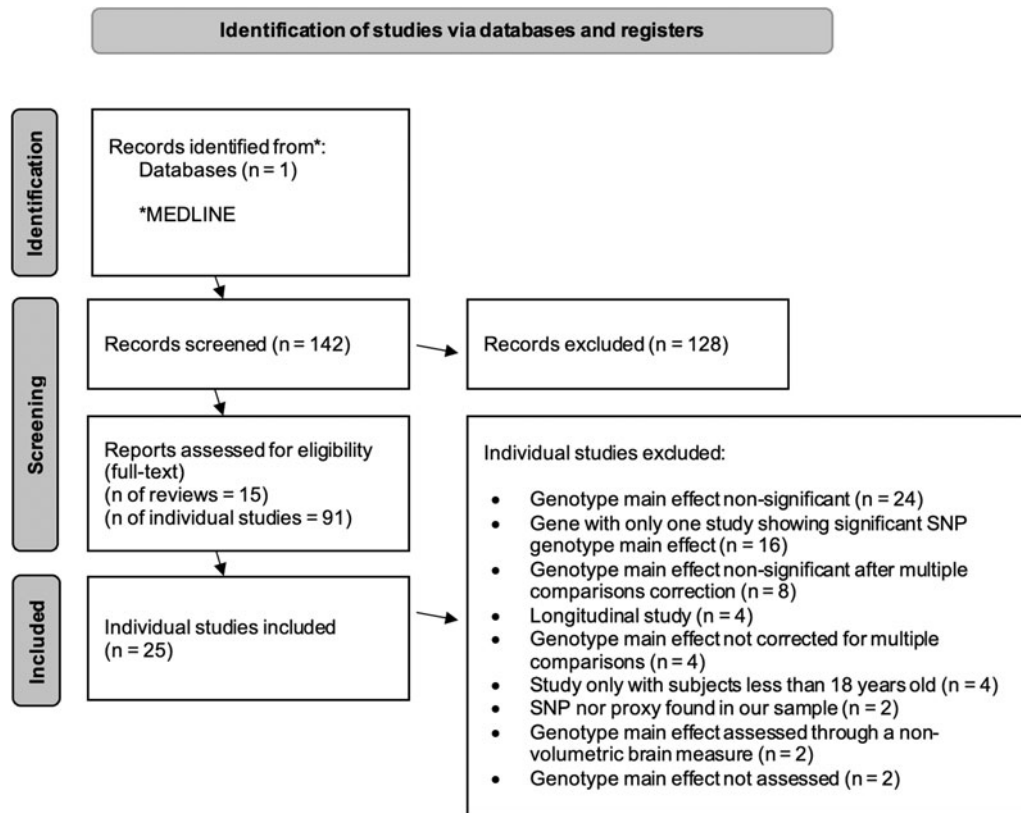 Identification of studies via databases and registers
Identification
Records identified from*:
Databases (n = 1)
*MEDLINE
Screening
Records screened (n = 142)
Records excluded (n = 128)
Reports assessed for eligibility
(full-text)
(n of reviews = 15)
(n of individual studies = 91)
Individual studies excluded:
• Genotype main effect non-significant (n = 24)
• Gene with only one study showing significant SNP
genotype main effect (n = 16)
• Genotype main effect non-significant after multiple
comparisons correction (n = 8)
• Longitudinal study (n = 4)
• Genotype main effect not corrected for multiple
comparisons (n = 4)
• Study only with subjects less than 18 years old (n = 4)
• SNP nor proxy found in our sample (n = 2)
• Genotype main effect assessed through a non-
volumetric brain measure (n = 2)
• Genotype main effect not assessed (n = 2)
Included
Individual studies included
(n = 25)